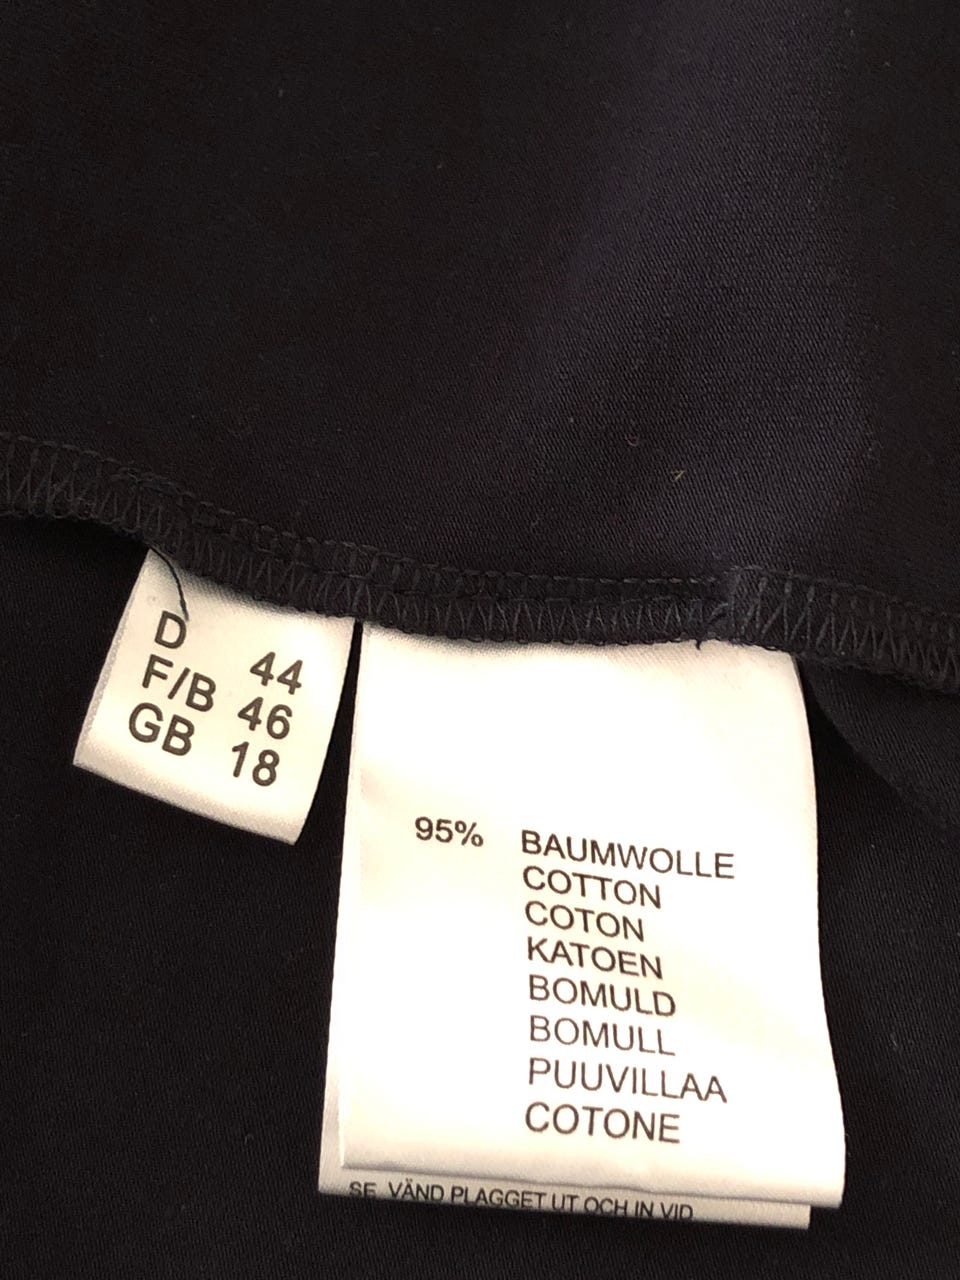 D 44
F/B 46
GB 18
95% BAUMWOLLE
COTTON
COTON
KATOEN
BOMULD
BOMULL
PUUVILLAA
COTONE
SE VÄND PLAGGET UT OCH IN VID